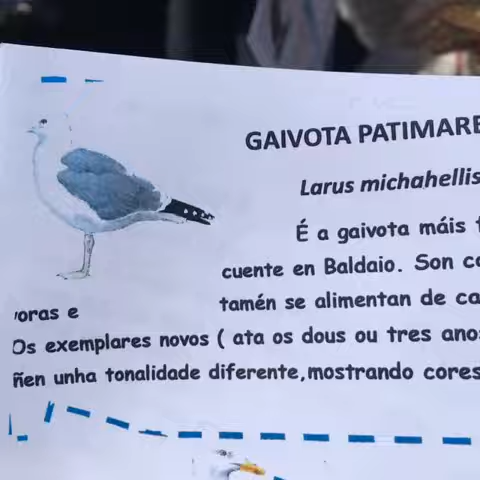 GAIVOTA PATIMARE
Larus michahellis
É a gaivota máis
cuente en Baldaio. Son
tamén se alimentan de ca
oras e
Os exemplares novos ( ata os dous ou tres ano
ñen unha tonalidade diferente,mostrando cores